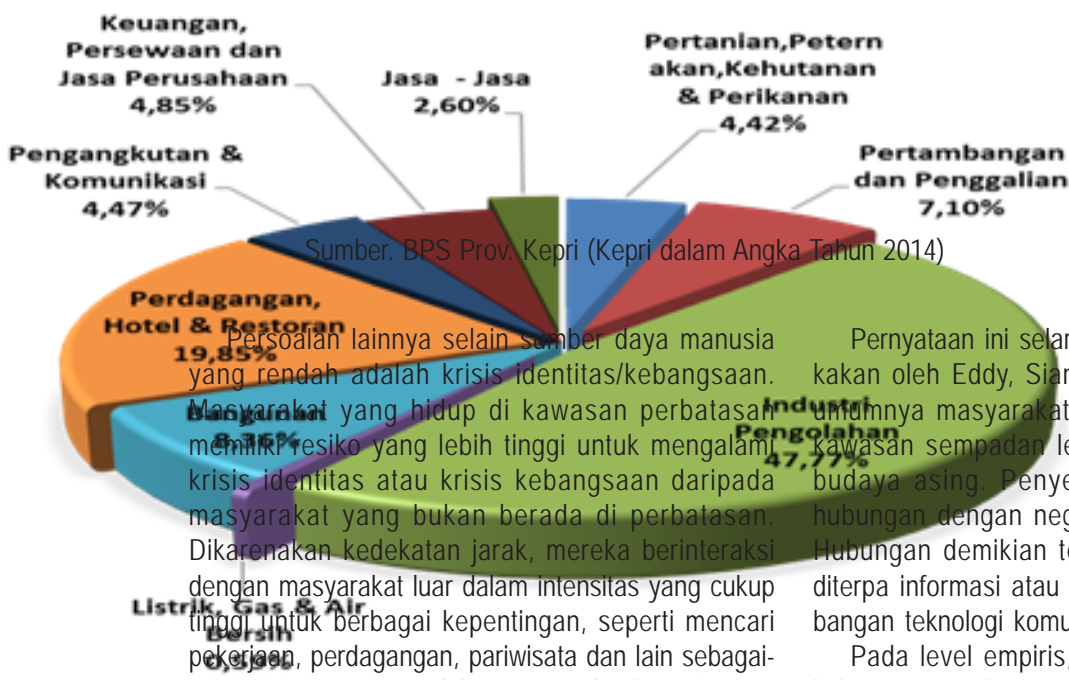 Keuangan,
Persewaan dan
Jasa Perusahaan
4,85%
Jasa - Jasa
2,60%
Pertanian,Petern
akan,Kehutanan
& Perikanan
4,42%
Pengangkutan &
Komunikasi
4,47%
Pertambangan
dan Penggalian
7,10%
Sumber. BPS Prov. Kepri (Kepri dalam Angka Tahun 2014)
Perdagangan,
Hotel & Restoran
19,85%
Bangunan
8,36%
Industri
Pengolahan
47,77%
Listrik, Gas & Air
Bersih
Persoalan lainnya selain sumber daya manusia
yang rendah adalah krisis identitas/kebangsaan.
Masyarakat yang hidup di kawasan perbatasan
memiliki resiko yang lebih tinggi untuk mengalami
krisis identitas atau krisis kebangsaan daripada
masyarakat yang bukan berada di perbatasan.
Dikarenakan kedekatan jarak, mereka berinteraksi
dengan masyarakat luar dalam intensitas yang cukup
tinggi untuk berbagai kepentingan, seperti mencari
pekerjaan, perdagangan, pariwisata dan lain sebagai-
Pernyataan ini selar
kakan oleh Eddy, Sian
umumnya masyarakat
kawasan sempadan le
budaya asing. Penye
hubungan dengan neg
Hubungan demikian te
diterpa informasi atau
bangan teknologi komu
Pada level empiris,